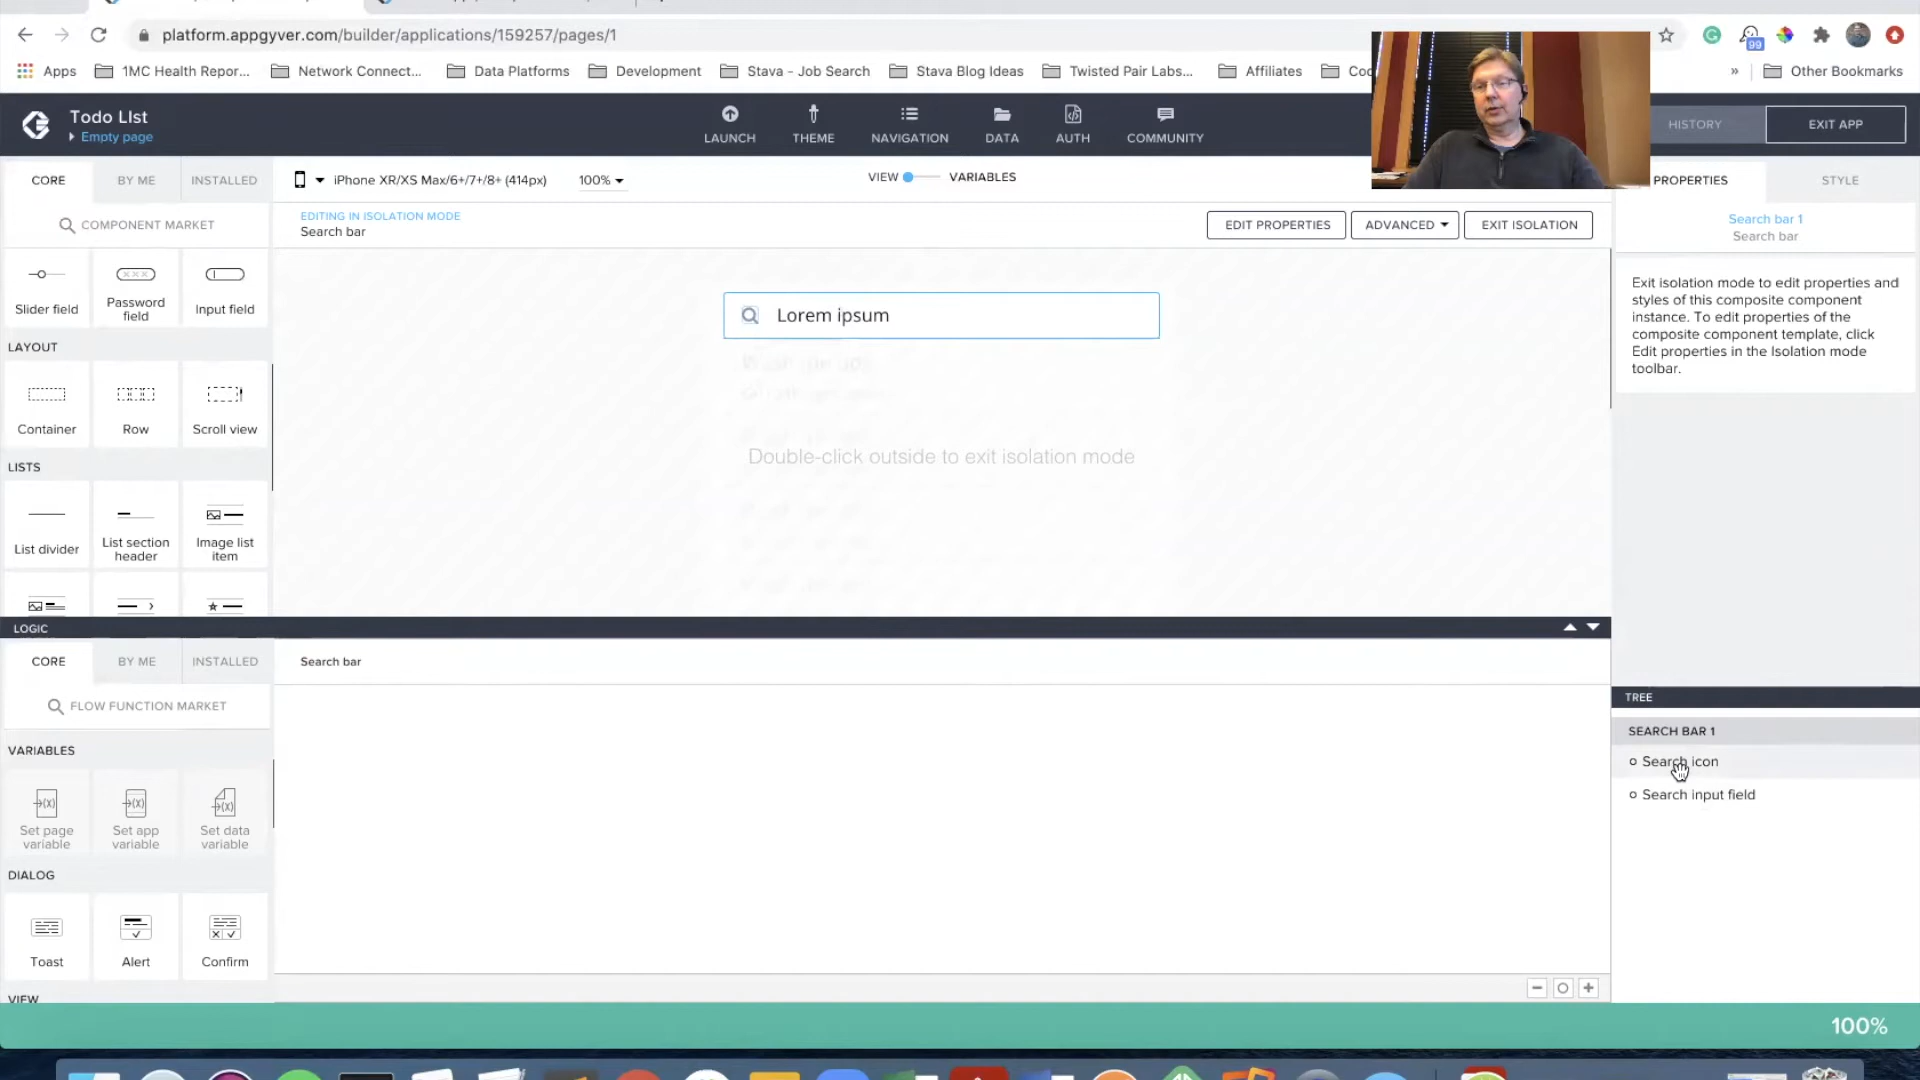 platform.appgyver.com/builder/applications/159257/pages/1
99
Apps
1MC Health Repor...
Network Connect...
Data Platforms
Development
Stava - Job Search
Stava Blog Ideas
Twisted Pair Labs...
Affiliates
»
Other Bookmarks
Todo LIst
Empty page
LAUNCH
THEME
NAVIGATION
DATA
AUTH
COMMUNITY
HISTORY
EXIT APP
CORE
BY ME
INSTALLED
iPhone XR/XS Max/6+/7+/8+ (414px)
100%
VIEW
VARIABLES
PROPERTIES
STYLE
COMPONENT MARKET
EDITING IN ISOLATION MODE
Search bar
EDIT PROPERTIES
ADVANCED
EXIT ISOLATION
Search bar 1
Search bar
Slider field
Password field
Input field
LAYOUT
Container
Row
Scroll view
LISTS
List divider
List section header
Image list item
Lorem ipsum
Double-click outside to exit isolation mode
Exit isolation mode to edit properties and
styles of this composite component
instance. To edit properties of the
composite component template, click
Edit properties in the Isolation mode
toolbar.
LOGIC
CORE
BY ME
INSTALLED
Search bar
FLOW FUNCTION MARKET
VARIABLES
Set page variable
Set app variable
Set data variable
DIALOG
Toast
Alert
Confirm
VIEW
TREE
SEARCH BAR 1
Search icon
Search input field
100%